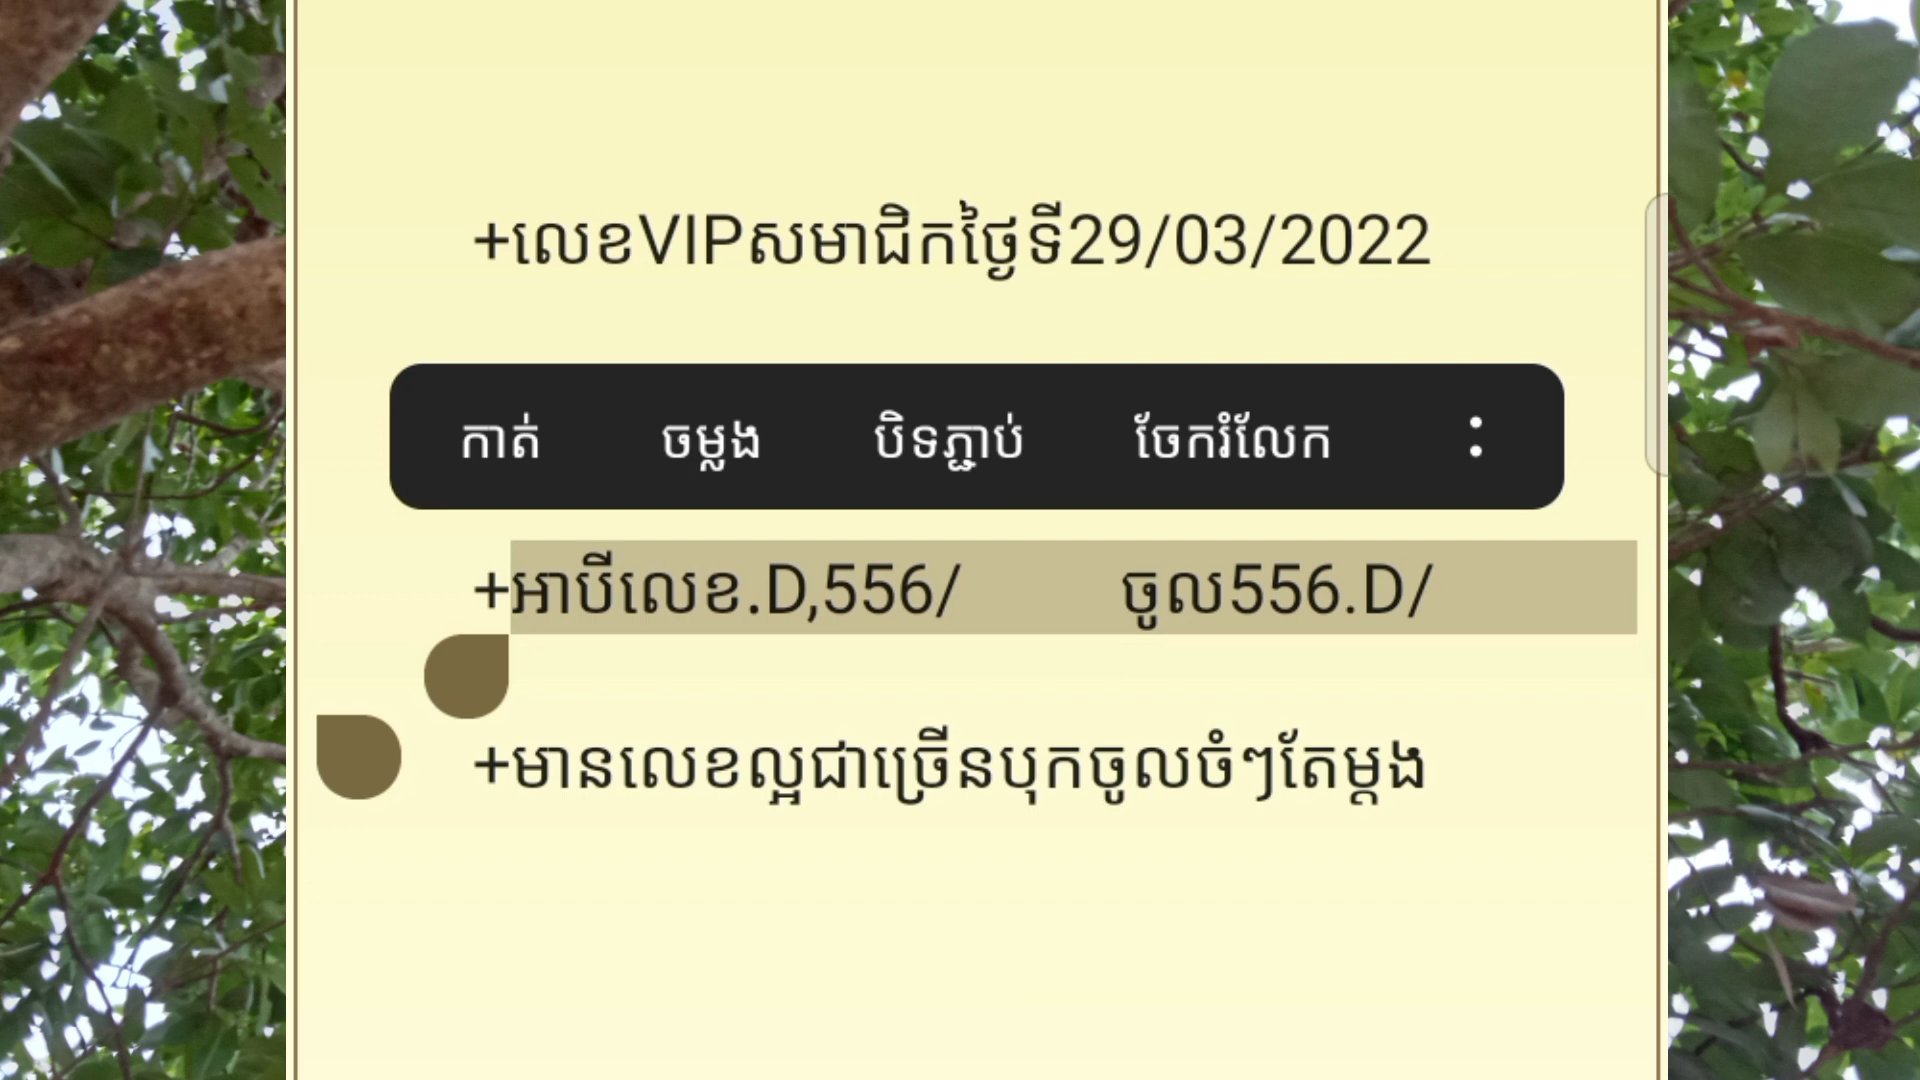 +លេខVIPសមាជិកថ្ងៃទី29/03/2022
កាត់ ចម្លង បិទភ្ជាប់ ចែករំលែក
+អាបីលេខ.D,556/ ចូល556.D/
+មានលេខល្អជាច្រើនបុកចូលចំៗតែម្ដង